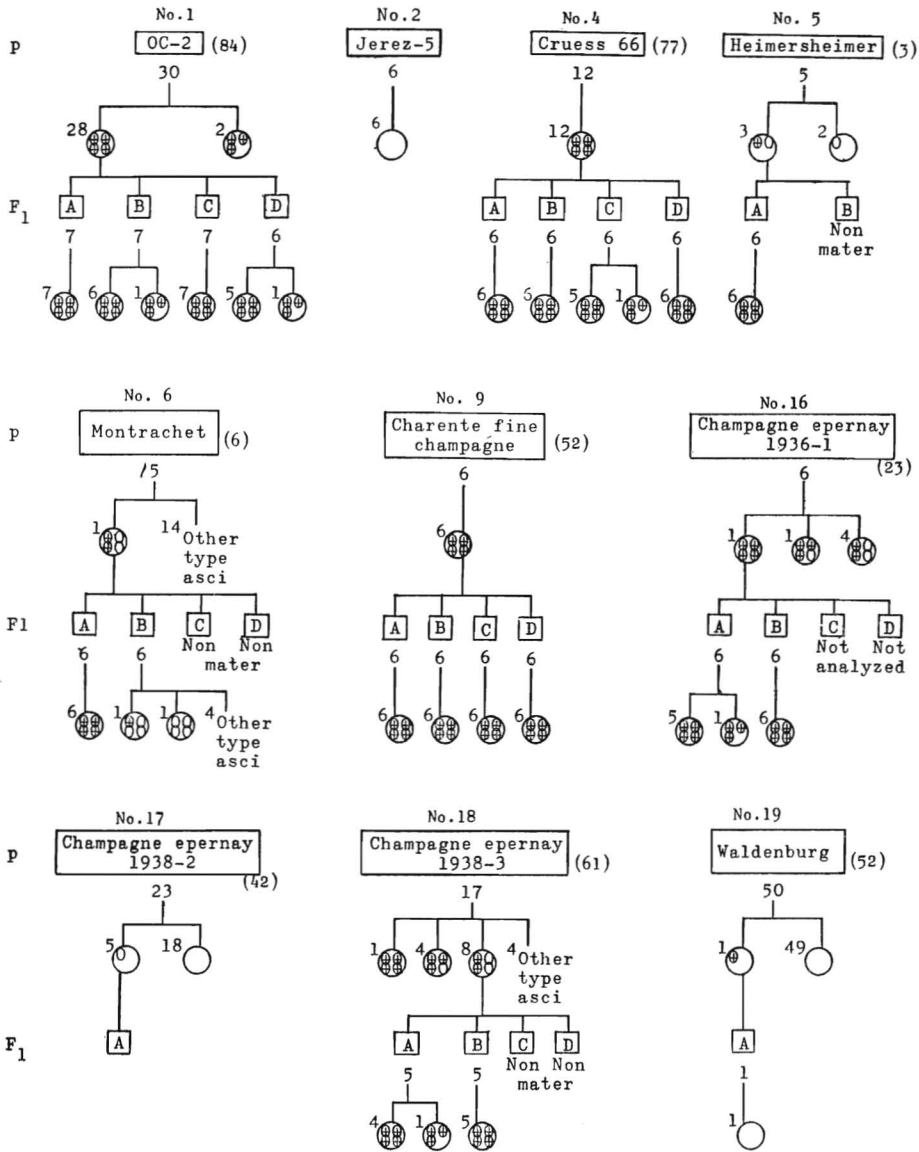 No.1 No.2 No.4 No. 5
p OC-2 (84) Jerez-5 Cruess 66 (77) Heimersheimer (3)
30 6 12 5
28 2 6 12 3 2
F1 A B C D A B C D A B
Non
mater
7 7 7 6 6 6 6 6 6
7 6 1 7 5 1 6 6 5 1 6 6
No. 6 No. 9 No.16
p Montrachet (6) Charente fine
champagne (52) Champagne epernay
1936-1
(23)
15 6 6
1 14 Other
type
asci
6 1 1 4
F1 A B C D
Non Non
mater
A B C D A B C D
Not Not
analyzed
6 6 6 6 6 6 6 6
6 1 1 4 Other
type
asci
6 6 6 6 5 1 6
No.17 No.18 No.19
p Champagne epernay
1938-2
(42)
Champagne epernay
1938-3 (61)
Waldenburg (52)
23 17 50
5 18 1 4 8 4 Other
type
asci
1 49
F1 A A B C D
Non Non
mater
A
5 5 1
4 1 5 1